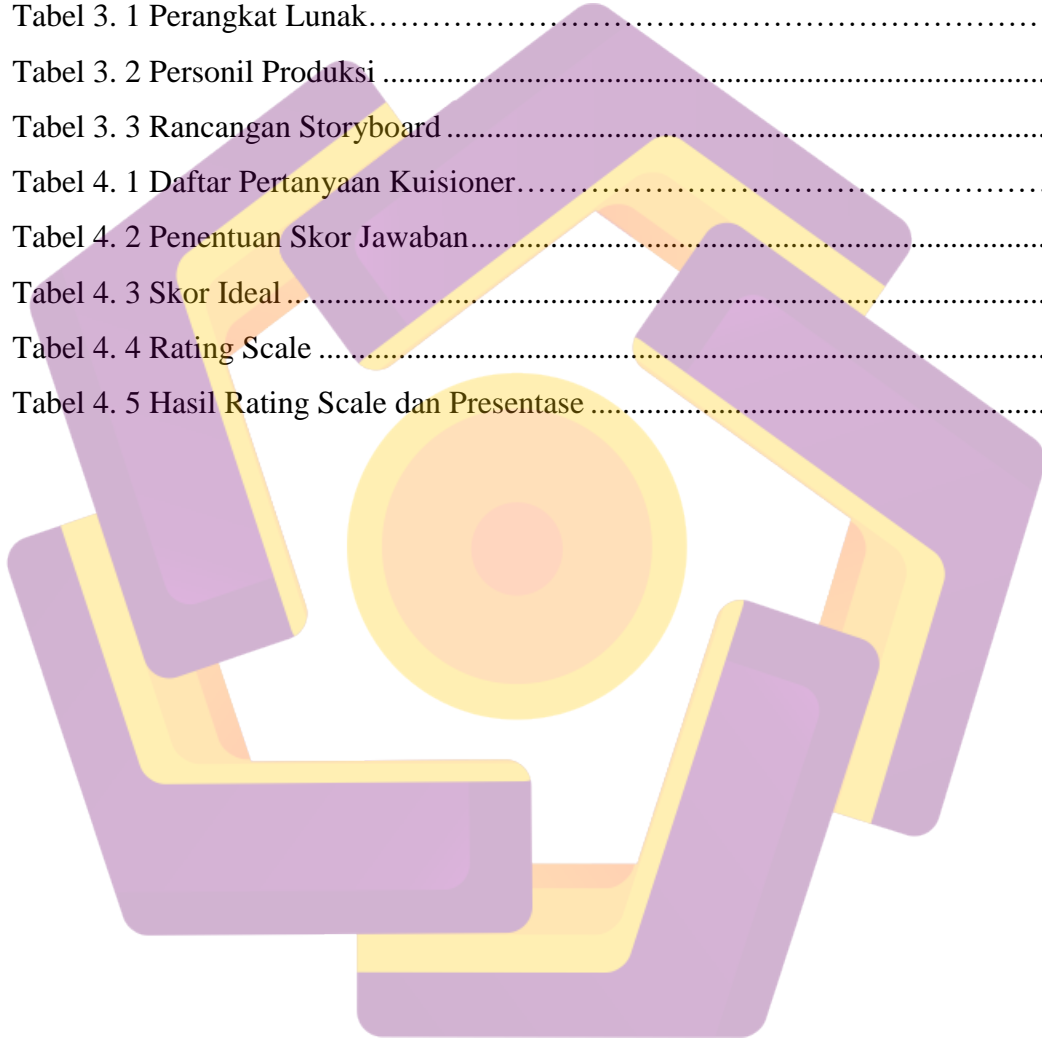 Tabel 3. 1 Perangkat Lunak……………………………………………………
Tabel 3. 2 Personil Produksi ....................................................................................
Tabel 3. 3 Rancangan Storyboard ............................................................................
Tabel 4. 1 Daftar Pertanyaan Kuisioner………………………………………
Tabel 4. 2 Penentuan Skor Jawaban.........................................................................
Tabel 4. 3 Skor Ideal ................................................................................................
Tabel 4. 4 Rating Scale ............................................................................................
Tabel 4. 5 Hasil Rating Scale dan Presentase ..........................................................